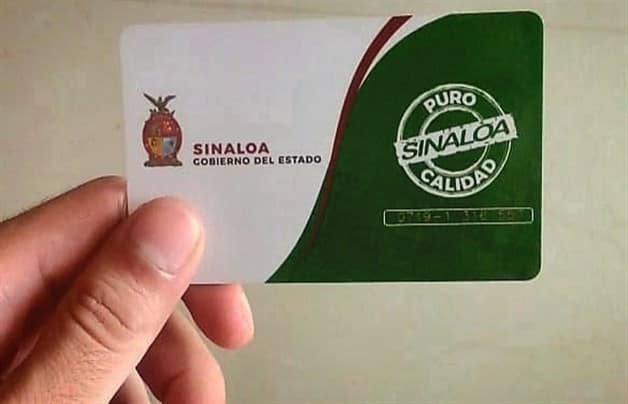 SINALOA
GOBIERNO DEL ESTADO
PURO
SINALOA
CALIDAD